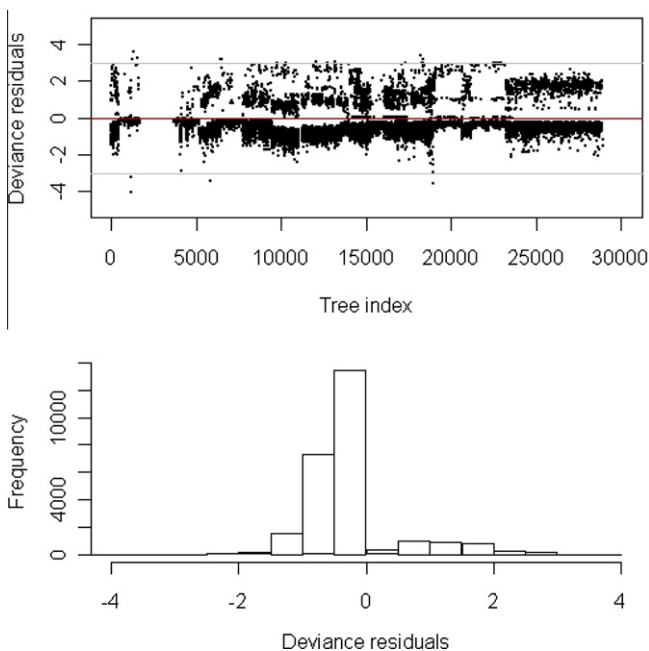 Deviance residuals
4
2
0
-2
-4
0 5000 10000 15000 20000 25000 30000
Tree index
Frequency
10000
4000
0
-4 -2 0 2 4
Deviance residuals